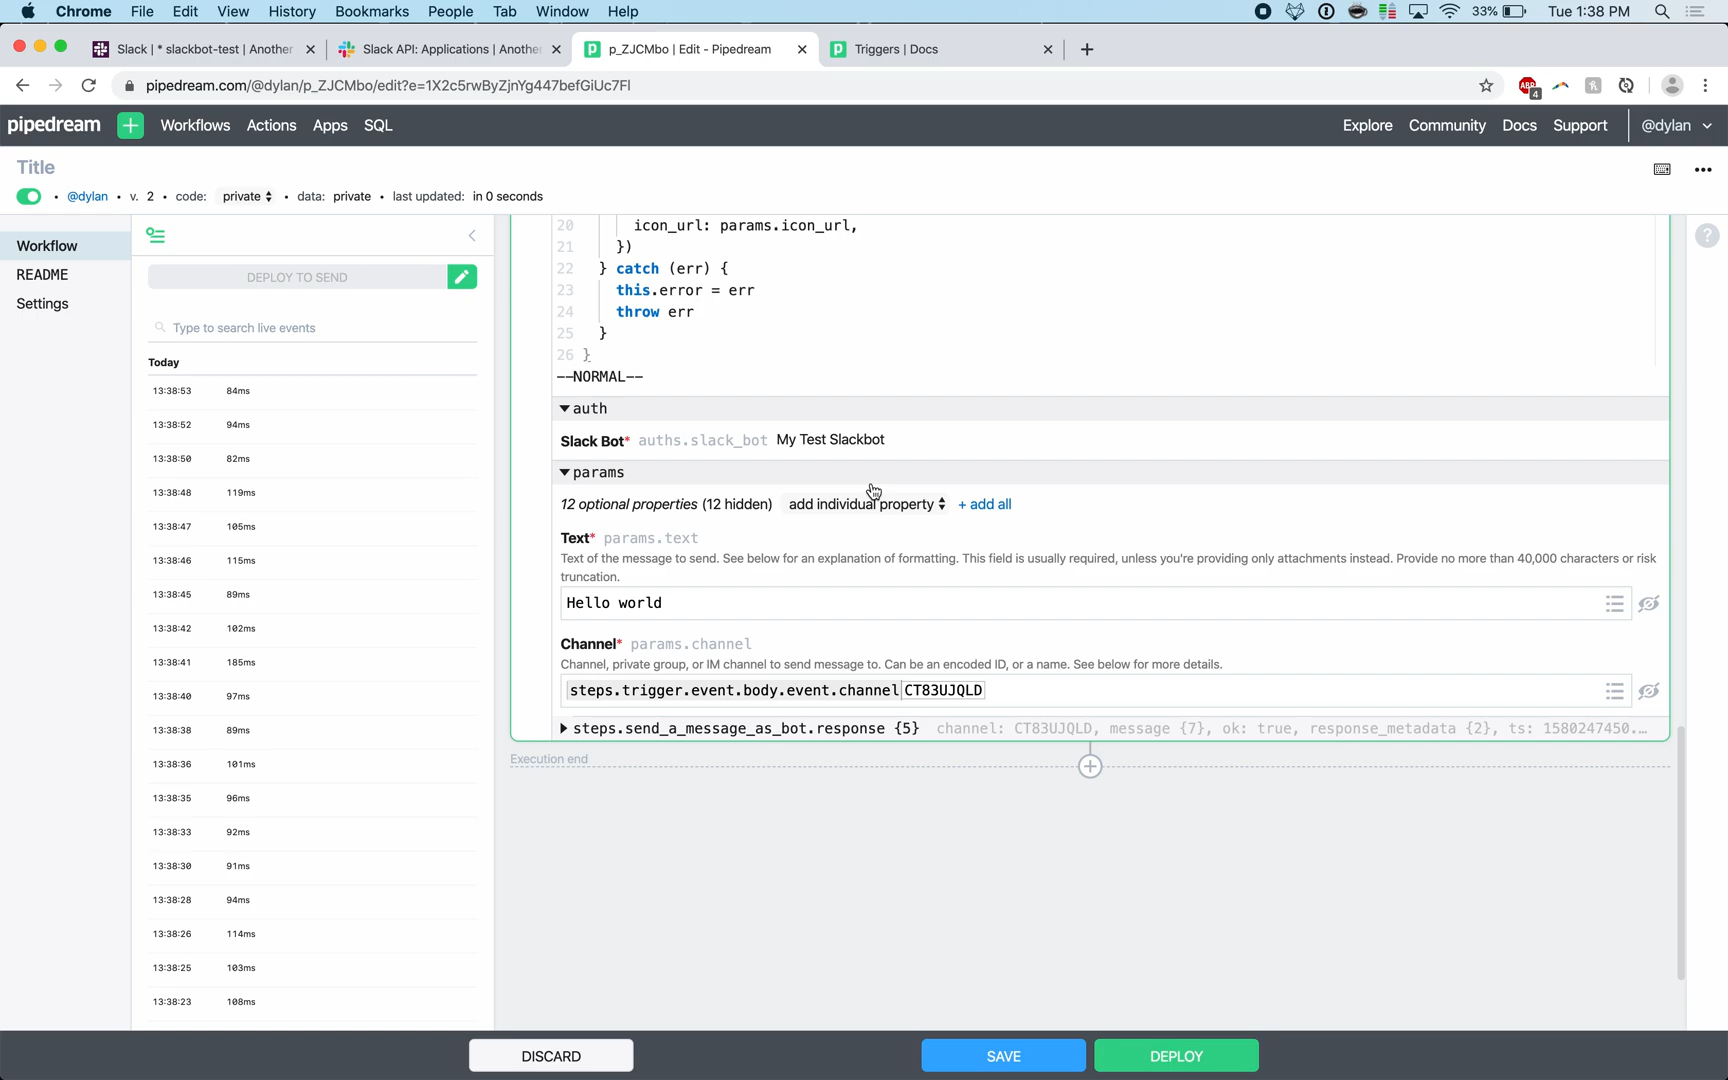 Chrome File Edit View History Bookmarks People Tab Window Help 33% Tue 1:38 PM
Slack | * slackbot-test | Another Slack API: Applications | Another p_ZJCMbo | Edit - Pipedream Triggers | Docs
pipedream.com/@dylan/p_ZJCMbo/edit?e=1X2c5rwByZjnYg447befGiUc7Fl ABP 4
pipedream Workflows Actions Apps SQL Explore Community Docs Support @dylan
Title
• @dylan • v. 2 • code: private • data: private • last updated: in 0 seconds
Workflow
README
Settings
DEPLOY TO SEND
Type to search live events
Today
13:38:53 84ms
13:38:52 94ms
13:38:50 82ms
13:38:48 119ms
13:38:47 105ms
13:38:46 115ms
13:38:45 89ms
13:38:42 102ms
13:38:41 185ms
13:38:40 97ms
13:38:38 89ms
13:38:36 101ms
13:38:35 96ms
13:38:33 92ms
13:38:30 91ms
13:38:28 94ms
13:38:26 114ms
13:38:25 103ms
13:38:23 108ms
20 icon_url: params.icon_url,
21 })
22 } catch (err) {
23 this.error = err
24 throw err
25 }
26 }
--NORMAL--
auth
Slack Bot* auths.slack_bot My Test Slackbot
params
12 optional properties (12 hidden) add individual property + add all
Text* params.text
Text of the message to send. See below for an explanation of formatting. This field is usually required, unless you're providing only attachments instead. Provide no more than 40,000 characters or risk
truncation.
Hello world
Channel* params.channel
Channel, private group, or IM channel to send message to. Can be an encoded ID, or a name. See below for more details.
steps.trigger.event.body.event.channel CT83UJQLD
steps.send_a_message_as_bot.response {5} channel: CT83UJQLD, message {7}, ok: true, response_metadata {2}, ts: 1580247450.…
Execution end
DISCARD SAVE DEPLOY